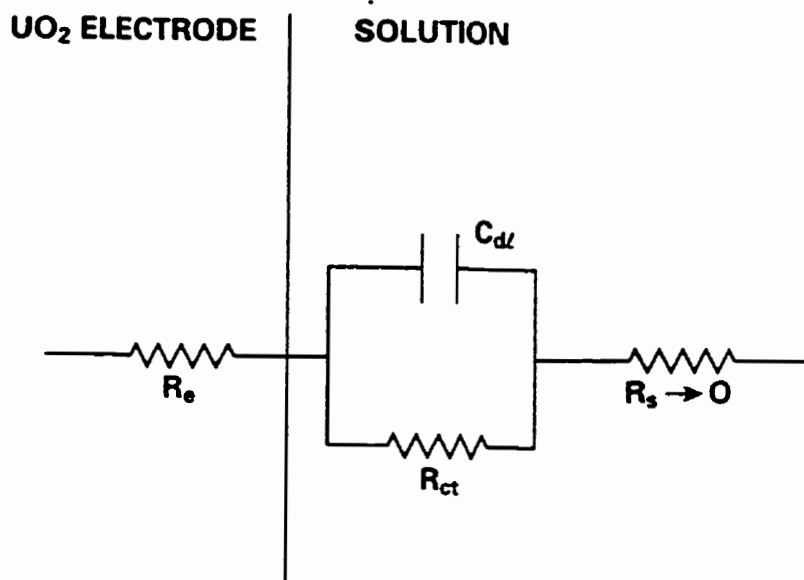 UO₂ ELECTRODE
SOLUTION
C_dℓ
R_e
R_s → O
R_ct